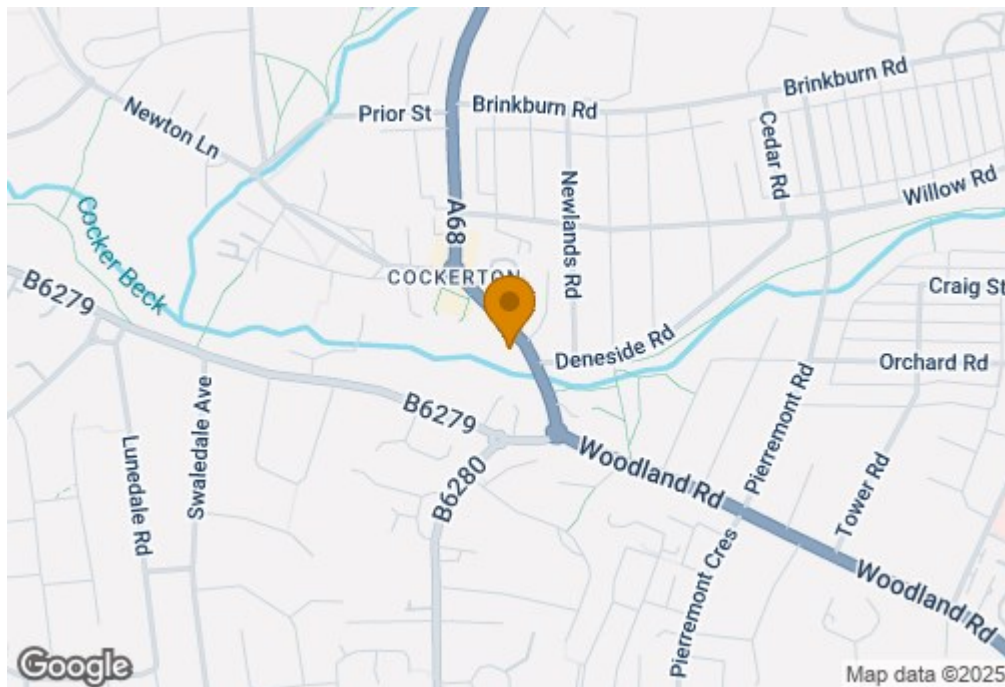 Brinkburn Rd
Prior St
Brinkburn Rd
Newton Ln
Cedar Rd
Newlands Rd
Willow Rd
A68
Cocker Beck
COCKERTON
B6279
Craig St
Deneside Rd
Orchard Rd
B6279
Swaledale Ave
Lunedale Rd
B6280
Woodland Rd
Pierremont Rd
Tower Rd
Pierremont Cres
Woodland Rd
Google
Map data ©2025